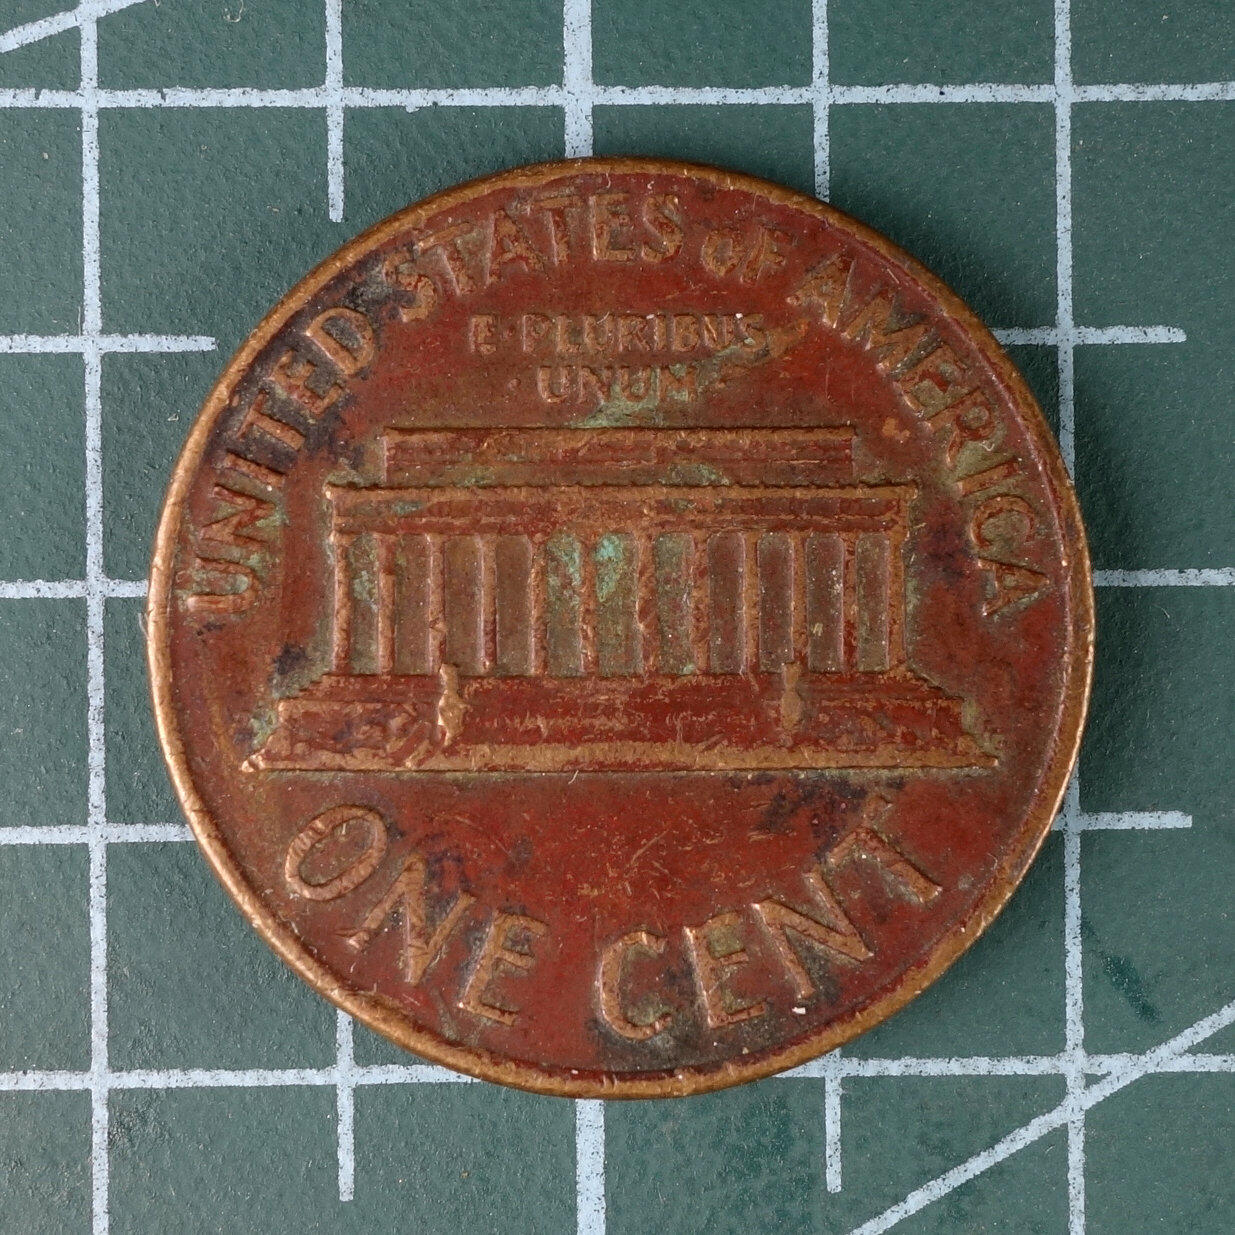 UNITED STATES OF AMERICA
E·PLURIBUS
UNUM
ONE CENT